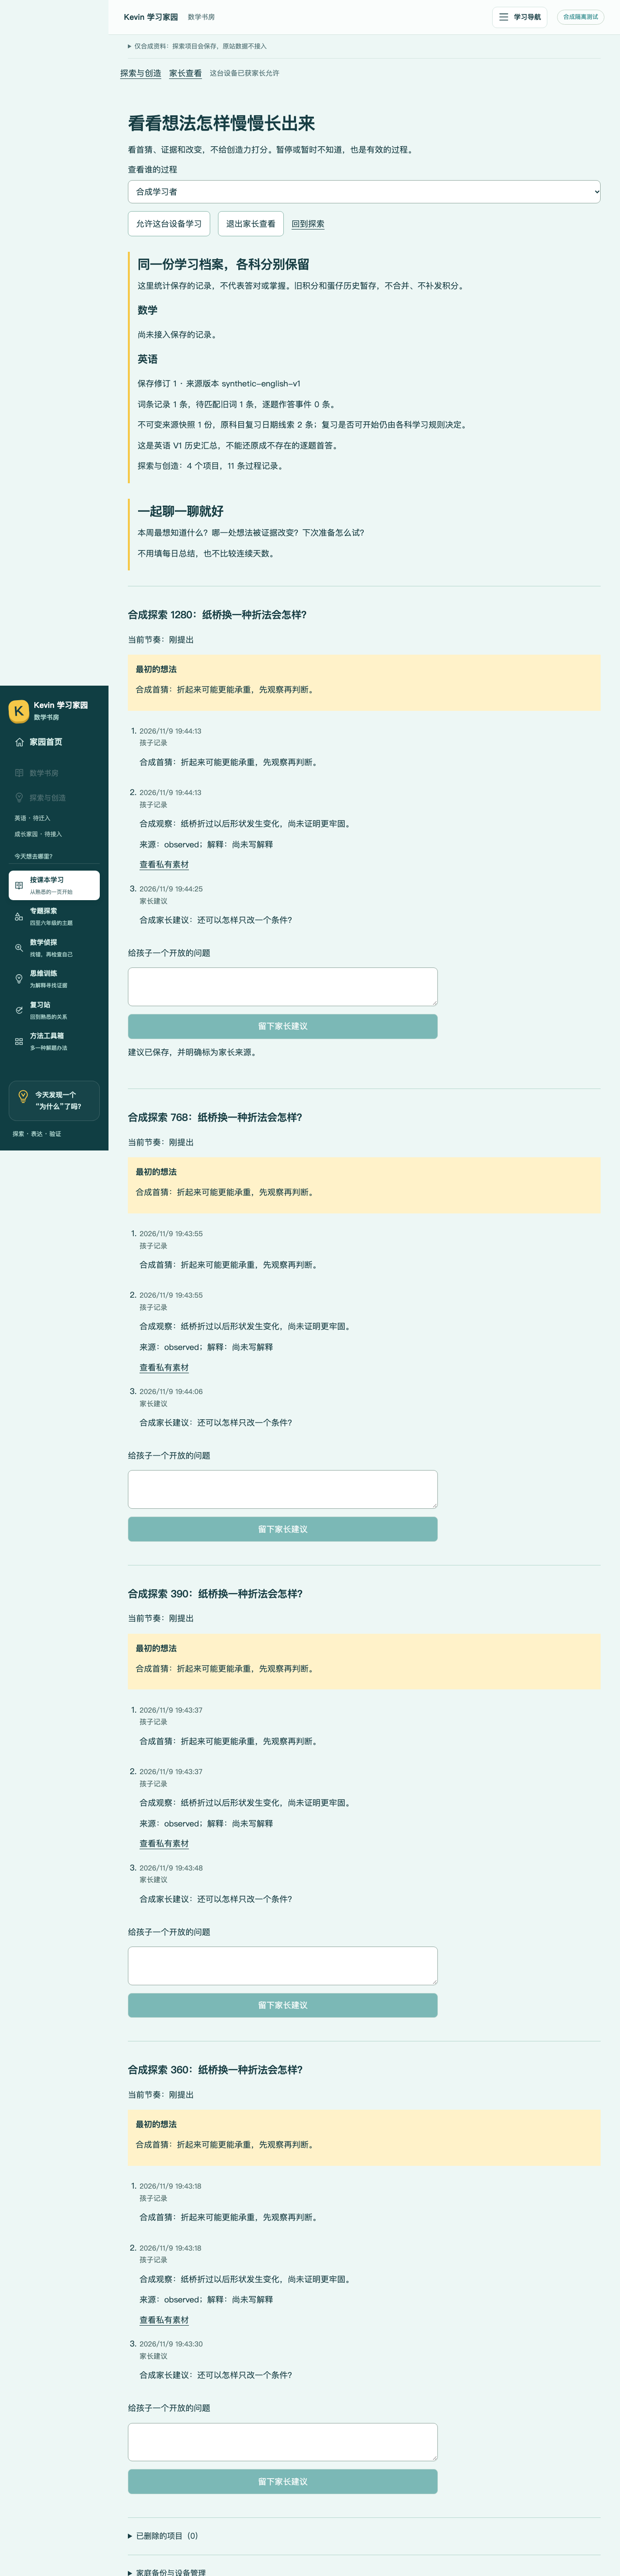 Kevin 学习家园
数学书房
学习导航
合成隔离测试
仅合成资料：探索项目会保存，原站数据不接入
探索与创造
家长查看
这台设备已获家长允许
看看想法怎样慢慢长出来
看首猜、证据和改变，不给创造力打分。暂停或暂时不知道，也是有效的过程。
查看谁的过程
合成学习者
允许这台设备学习
退出家长查看
回到探索
同一份学习档案，各科分别保留
这里统计保存的记录，不代表答对或掌握。旧积分和蛋仔历史暂存，不合并、不补发积分。
数学
尚未接入保存的记录。
英语
保存修订 1 · 来源版本 synthetic-english-v1
词条记录 1 条，待匹配旧词 1 条，逐题作答事件 0 条。
不可变来源快照 1 份，原科目复习日期线索 2 条；复习是否可开始仍由各科学习规则决定。
这是英语 V1 历史汇总，不能还原成不存在的逐题首答。
探索与创造：4 个项目，11 条过程记录。
一起聊一聊就好
本周最想知道什么？哪一处想法被证据改变？下次准备怎么试？
不用填每日总结，也不比较连续天数。
合成探索 1280：纸桥换一种折法会怎样？
当前节奏：刚提出
最初的想法
合成首猜：折起来可能更能承重，先观察再判断。
1. 2026/11/9 19:44:13
孩子记录
合成首猜：折起来可能更能承重，先观察再判断。
2. 2026/11/9 19:44:13
孩子记录
合成观察：纸桥折过以后形状发生变化，尚未证明更牢固。
来源：observed；解释：尚未写解释
查看私有素材
3. 2026/11/9 19:44:25
家长建议
合成家长建议：还可以怎样只改一个条件？
给孩子一个开放的问题
留下家长建议
建议已保存，并明确标为家长来源。
K
Kevin 学习家园
数学书房
家园首页
数学书房
探索与创造
英语 · 待迁入
成长家园 · 待接入
今天想去哪里？
按课本学习
从熟悉的一页开始
专题探索
四至六年级的主题
数学侦探
找错，再检查自己
思维训练
为解释寻找证据
复习站
回到熟悉的关系
方法工具箱
多一种解题办法
今天发现一个
“为什么”了吗？
探索 · 表达 · 验证
合成探索 768：纸桥换一种折法会怎样？
当前节奏：刚提出
最初的想法
合成首猜：折起来可能更能承重，先观察再判断。
1. 2026/11/9 19:43:55
孩子记录
合成首猜：折起来可能更能承重，先观察再判断。
2. 2026/11/9 19:43:55
孩子记录
合成观察：纸桥折过以后形状发生变化，尚未证明更牢固。
来源：observed；解释：尚未写解释
查看私有素材
3. 2026/11/9 19:44:06
家长建议
合成家长建议：还可以怎样只改一个条件？
给孩子一个开放的问题
留下家长建议
合成探索 390：纸桥换一种折法会怎样？
当前节奏：刚提出
最初的想法
合成首猜：折起来可能更能承重，先观察再判断。
1. 2026/11/9 19:43:37
孩子记录
合成首猜：折起来可能更能承重，先观察再判断。
2. 2026/11/9 19:43:37
孩子记录
合成观察：纸桥折过以后形状发生变化，尚未证明更牢固。
来源：observed；解释：尚未写解释
查看私有素材
3. 2026/11/9 19:43:48
家长建议
合成家长建议：还可以怎样只改一个条件？
给孩子一个开放的问题
留下家长建议
合成探索 360：纸桥换一种折法会怎样？
当前节奏：刚提出
最初的想法
合成首猜：折起来可能更能承重，先观察再判断。
1. 2026/11/9 19:43:18
孩子记录
合成首猜：折起来可能更能承重，先观察再判断。
2. 2026/11/9 19:43:18
孩子记录
合成观察：纸桥折过以后形状发生变化，尚未证明更牢固。
来源：observed；解释：尚未写解释
查看私有素材
3. 2026/11/9 19:43:30
家长建议
合成家长建议：还可以怎样只改一个条件？
给孩子一个开放的问题
留下家长建议
已删除的项目（0）
家庭备份与设备管理